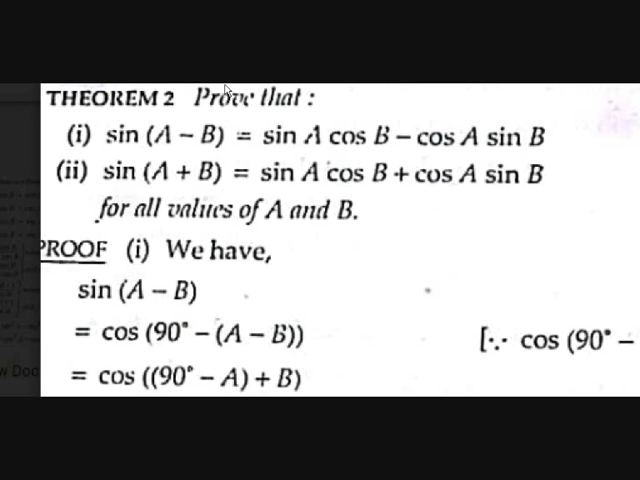 THEOREM 2 Prove that :
(i) sin (A – B) = sin A cos B – cos A sin B
(ii) sin (A + B) = sin A cos B + cos A sin B
for all values of A and B.
PROOF (i) We have,
sin (A – B)
= cos (90° – (A – B)) [∵ cos (90° –
= cos ((90° – A) + B)
w Doc